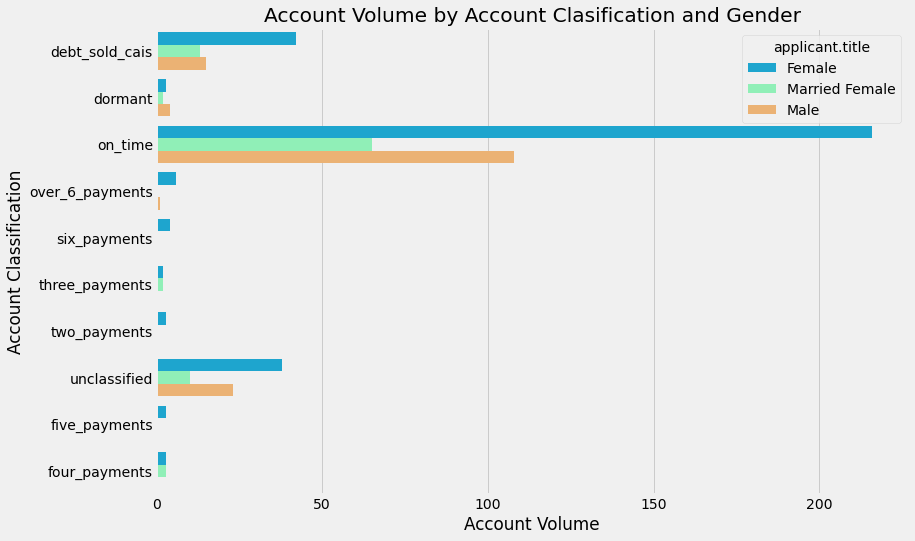 Account Volume by Account Clasification and Gender
applicant.title
Female
Married Female
Male
Account Classification
debt_sold_cais
dormant
on_time
over_6_payments
six_payments
three_payments
two_payments
unclassified
five_payments
four_payments
0 50 100 150 200
Account Volume